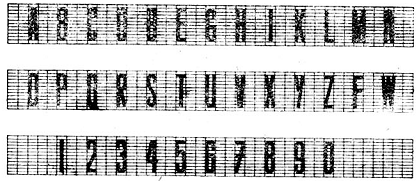 A B C D E G H I K L M N
O P Q R S T U V X Y Z F W
1 2 3 4 5 6 7 8 9 0